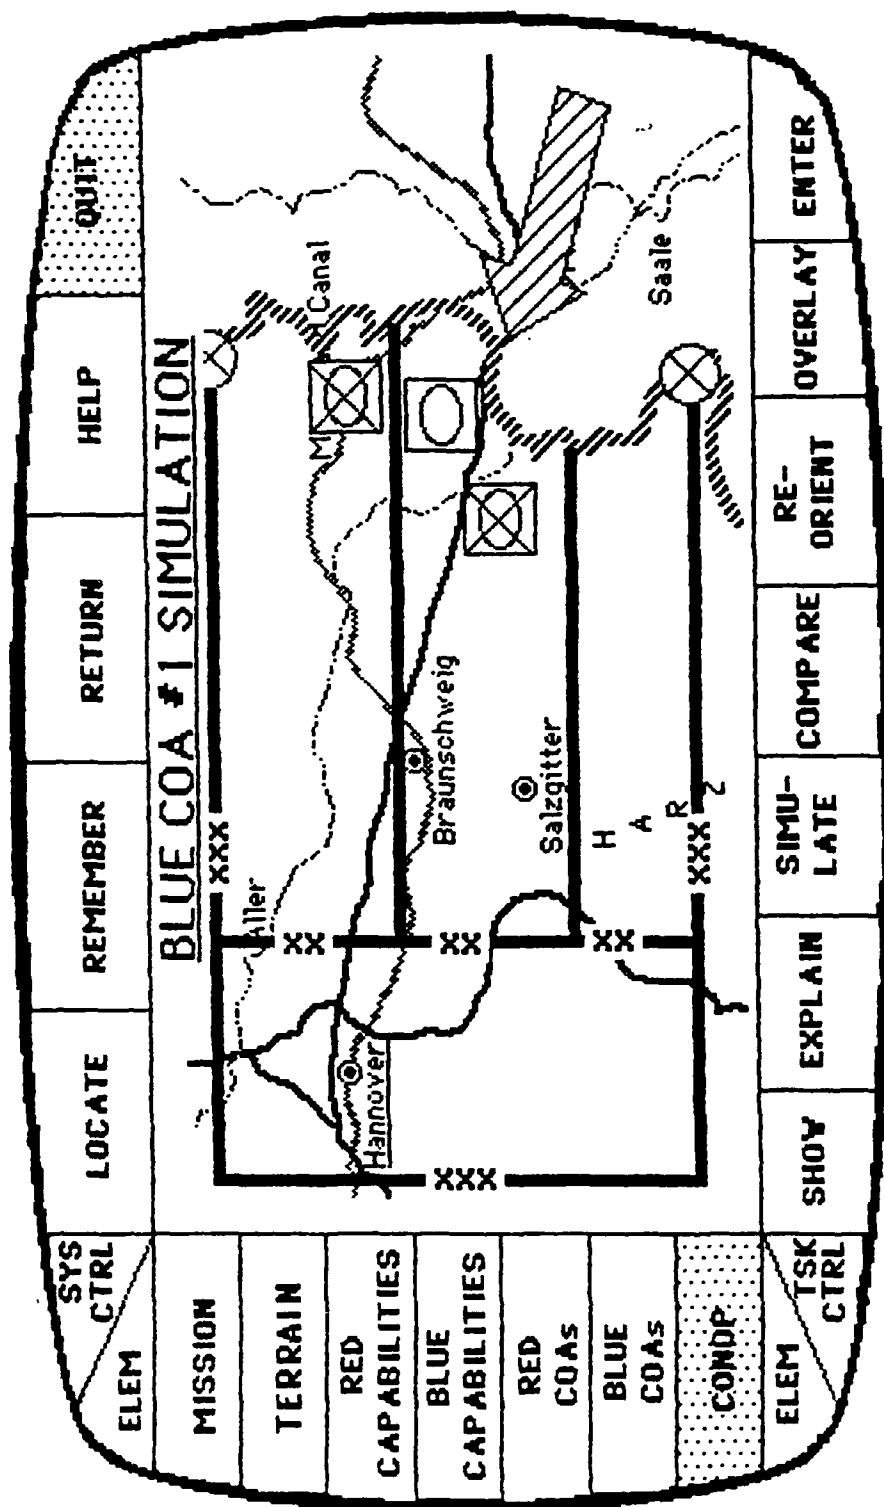 SYS
CTRL
ELEM
LOCATE
REMEMBER
RETURN
HELP
QUIT
MISSION
TERRAIN
RED
CAPABILITIES
BLUE
CAPABILITIES
RED
COAs
BLUE
COAs
CONOP
BLUE COA #1 SIMULATION
XXX
Aller
XX
Canal
Hannover
XXX
XX
Braunschweig
Salzgitter
XX
H
A
R
Z
XXX
Saale
ELEM
TSK
CTRL
SHOW
EXPLAIN
SIMU-
LATE
COMPARE
RE-
ORIENT
OVERLAY
ENTER